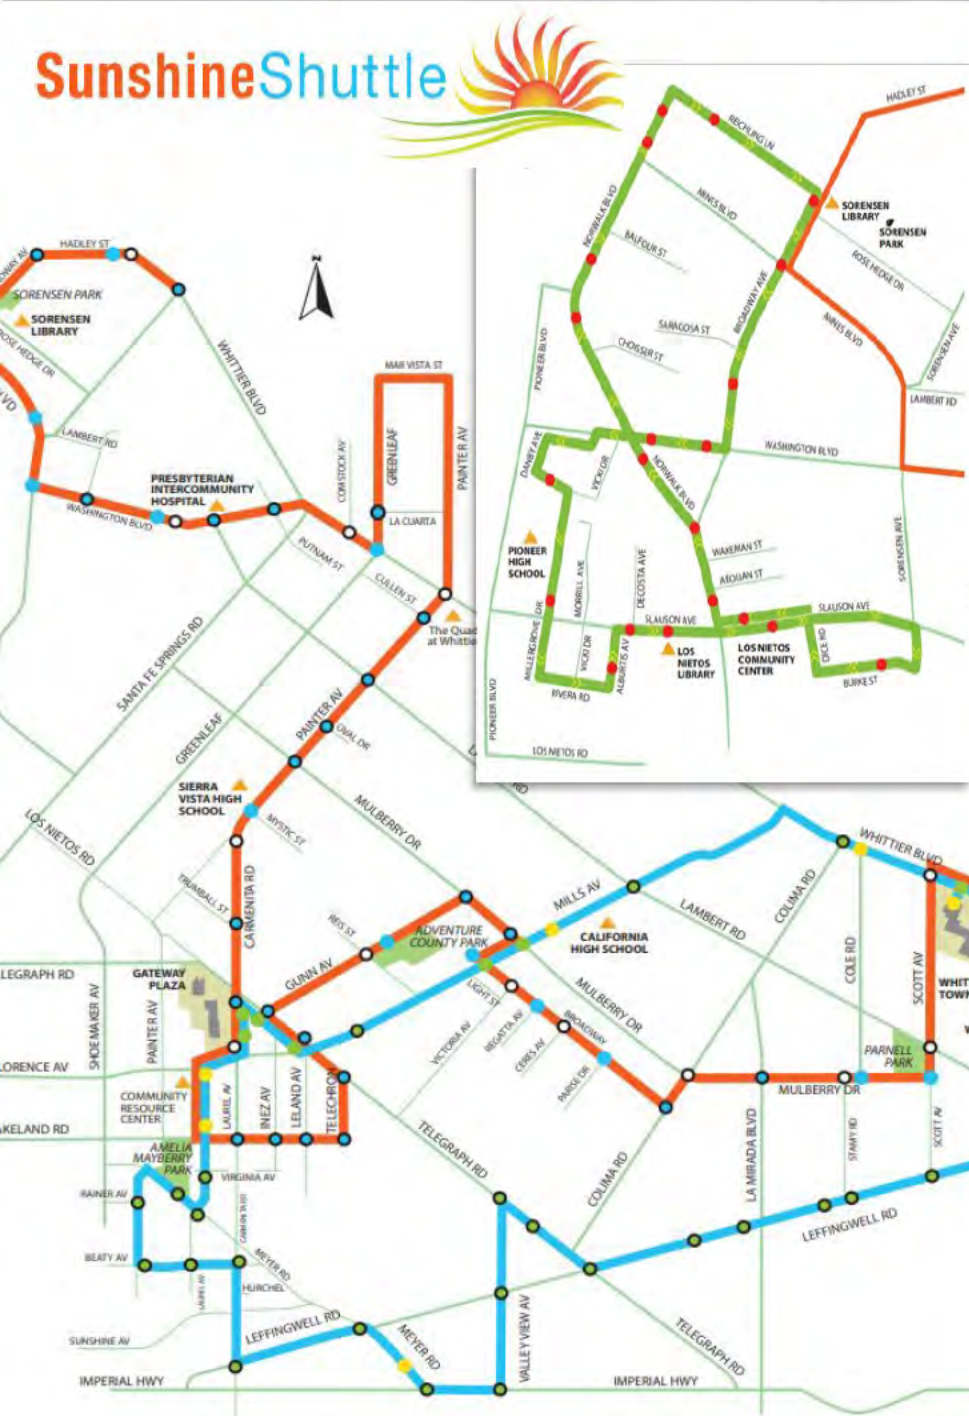 SunshineShuttle
HADLEY ST
RECHLING LN
MINES BLVD
NORWALK BLVD
BALFOUR ST
SORENSEN
LIBRARY
SORENSEN
PARK
ROSE HEDGE DR
BROADWAY AVE
SARAGOSA ST
CHOISSER ST
MINES BLVD
SORENSEN AVE
LAMBERT RD
PIONEER BLVD
DANBY AVE
VICKI DR
NORWALK BLVD
WASHINGTON BLVD
PIONEER
HIGH
SCHOOL
WAKEMAN ST
ABOUAN ST
SORENSEN AVE
MORRILL AVE
DECOSTA AVE
SLAUSON AVE
SLAUSON AVE
MILLERGROVE DR
VICKI DR
ALBURTIS AV
LOS
NIETOS
LIBRARY
LOS NIETOS
COMMUNITY
CENTER
DICE RD
BURKE ST
RIVERA RD
PIONEER BLVD
LOS NIETOS RD
HADLEY ST
SORENSEN PARK
SORENSEN
LIBRARY
WHITTIER BLVD
LAMBERT RD
MAR VISTA ST
GREENLEAF
PAINTER AV
COMSTOCK AV
LA CUARTA
PRESBYTERIAN
INTERCOMMUNITY
HOSPITAL
WASHINGTON BLVD
PUTNAM ST
CULLEN ST
The Quad
at Whittie
SANTA FE SPRINGS RD
GREENLEAF
PAINTER AV
OVAL DR
SIERRA
VISTA HIGH
SCHOOL
MYSTIC ST
MULBERRY DR
LOS NIETOS RD
TRUMBALL ST
CARMENITA RD
REIS ST
ADVENTURE
COUNTY PARK
MILLS AV
CALIFORNIA
HIGH SCHOOL
LAMBERT RD
COLIMA RD
WHITTIER BLVD
COLE RD
SCOTT AV
WHIT
TOWN
LEGRAPH RD
GATEWAY
PLAZA
GUNN AV
LIGHT ST
MULBERRY DR
VICTORIA AV
REGATTA AV
BROADWAY
CERES AV
PARISE DR
SHOEMAKER AV
PAINTER AV
PARNELL
PARK
MULBERRY DR
LORENCE AV
COMMUNITY
RESOURCE
CENTER
LAUREL AV
INEZ AV
LELAND AV
TELECHRON
AKELAND RD
AMELIA
MAYBERRY
PARK
VIRGINIA AV
TELEGRAPH RD
COLIMA RD
LA MIRADA BLVD
STAMY RD
SCOTT AV
RAINER AV
BEATY AV
LAUREL AV
MEYER RD
HURCHEL
LEFFINGWELL RD
SUNSHINE AV
LEFFINGWELL RD
MEYER RD
VALLEY VIEW AV
TELEGRAPH RD
IMPERIAL HWY
IMPERIAL HWY